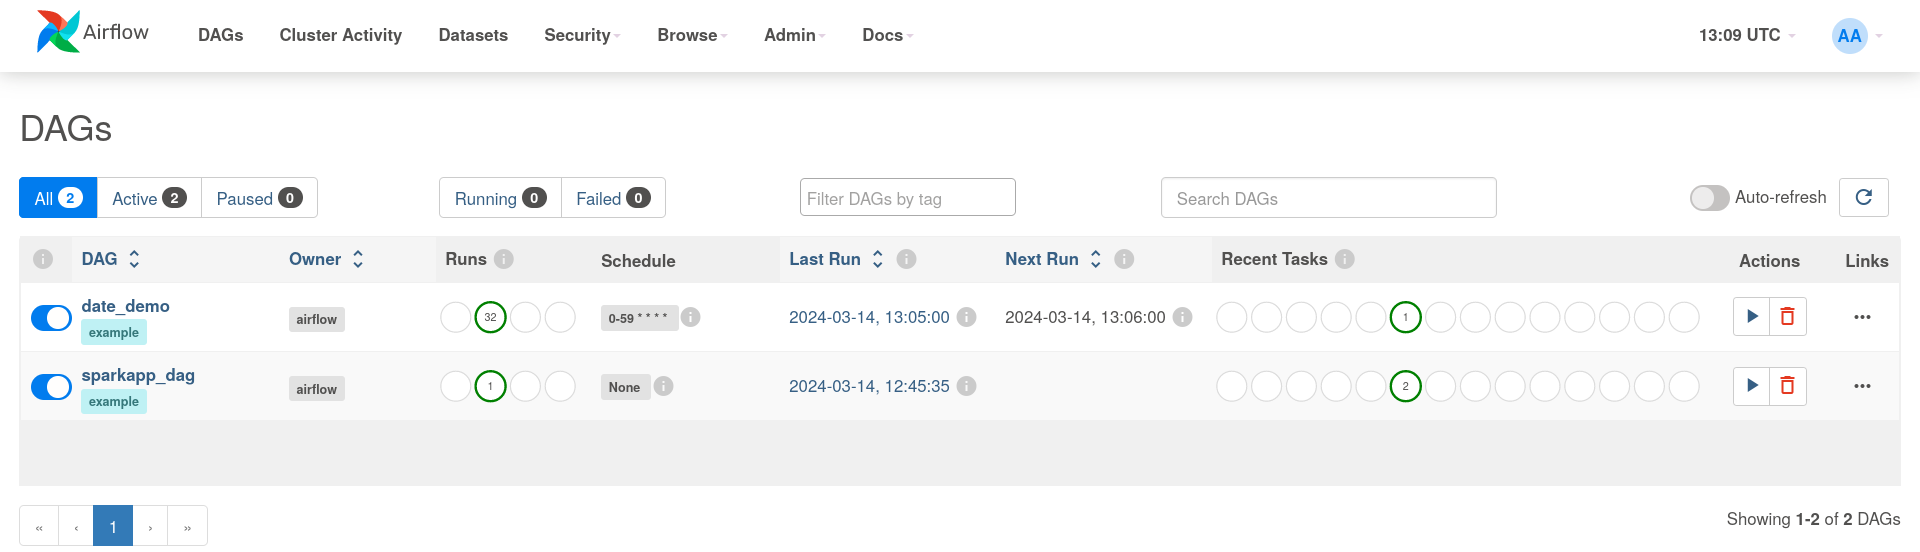 Airflow DAGs Cluster Activity Datasets Security Browse Admin Docs 13:09 UTC AA
DAGs
All 2 Active 2 Paused 0 Running 0 Failed 0 Filter DAGs by tag Search DAGs Auto-refresh
i DAG Owner Runs i Schedule Last Run i Next Run i Recent Tasks i Actions Links
date_demo
example airflow 32 0-59 * * * * i 2024-03-14, 13:05:00 i 2024-03-14, 13:06:00 i 1 •••
sparkapp_dag
example airflow 1 None i 2024-03-14, 12:45:35 i 2 •••
« ‹ 1 › » Showing 1-2 of 2 DAGs